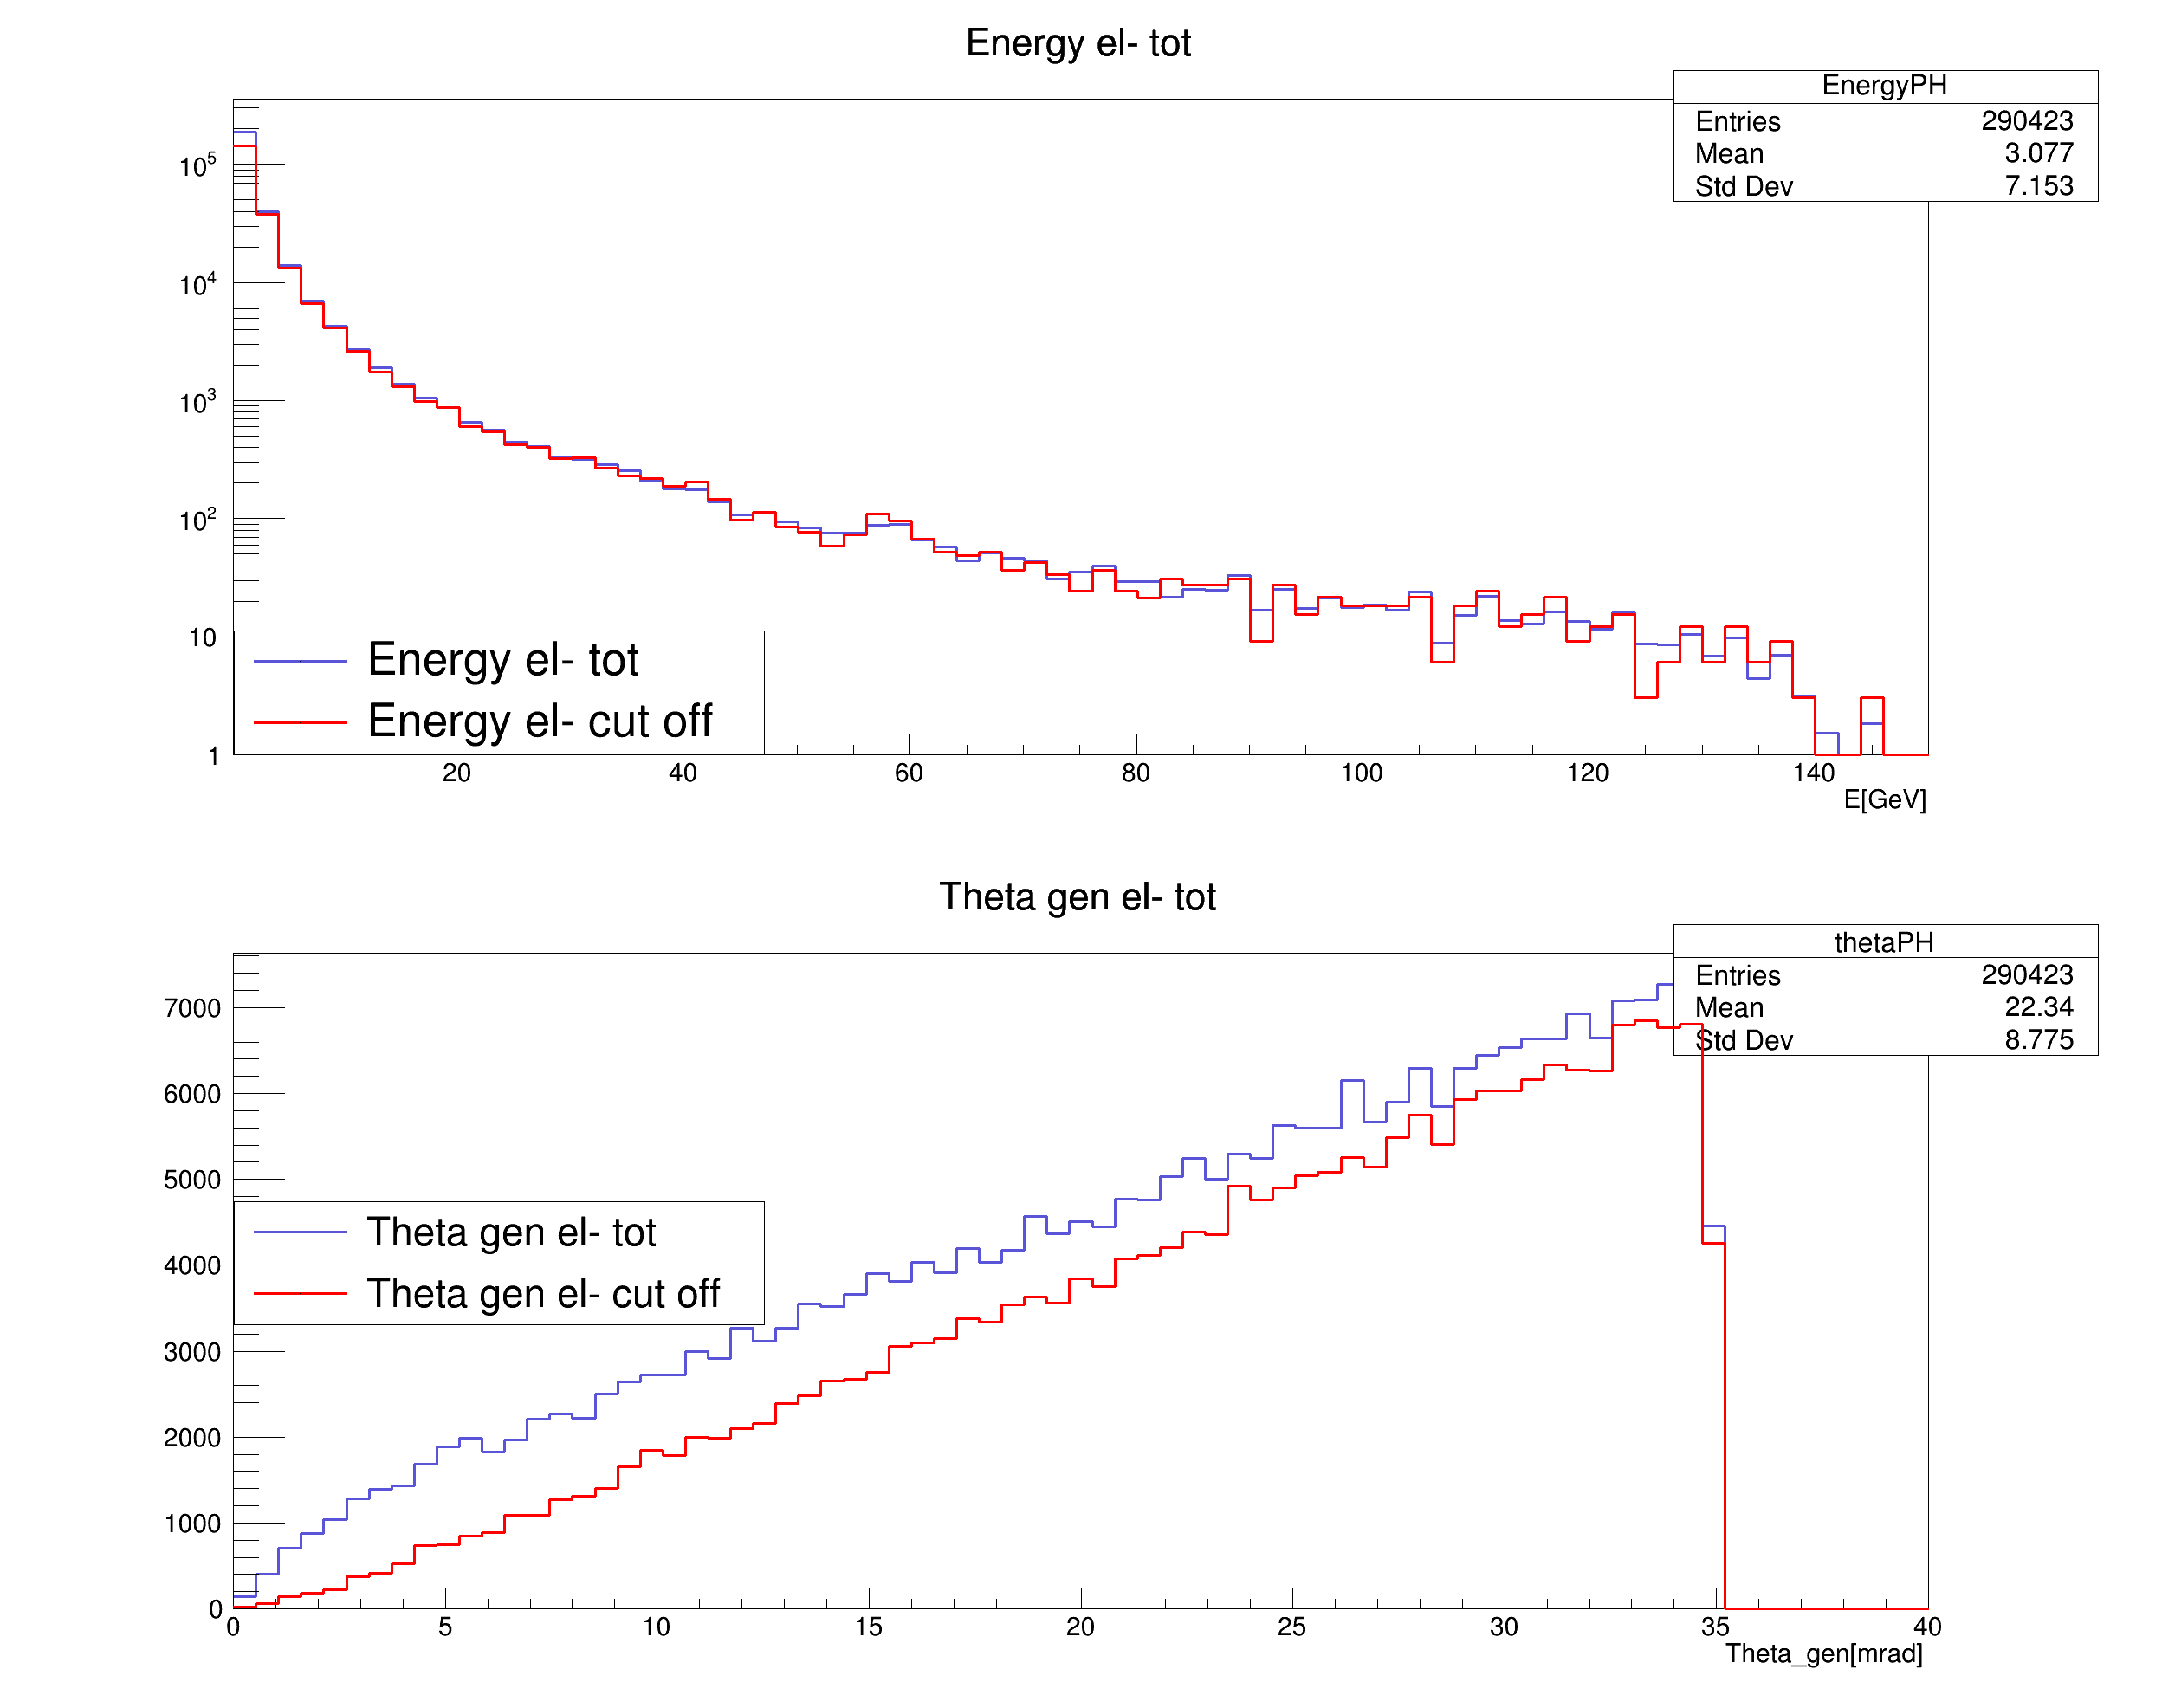 Energy el- tot
EnergyPH
Entries 290423
Mean 3.077
Std Dev 7.153
10^5
10^4
10^3
10^2
10
1
Energy el- tot
Energy el- cut off
20 40 60 80 100 120 140
E[GeV]
Theta gen el- tot
thetaPH
Entries 290423
Mean 22.34
Std Dev 8.775
7000
6000
5000
4000
3000
2000
1000
0
Theta gen el- tot
Theta gen el- cut off
0 5 10 15 20 25 30 35 40
Theta_gen[mrad]